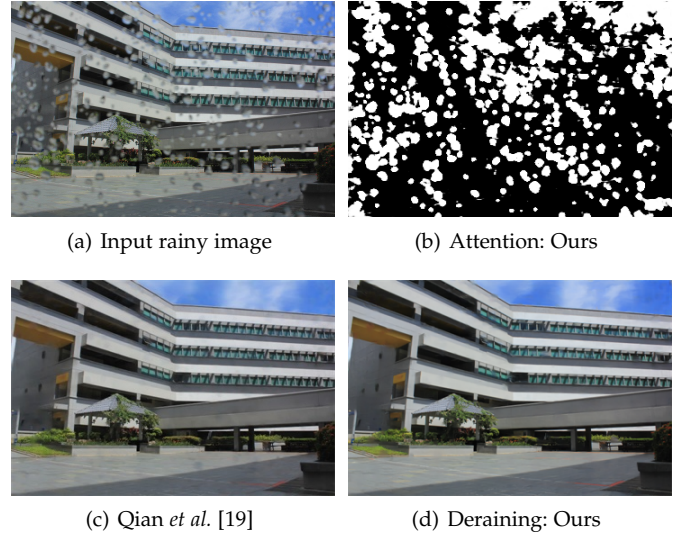 (a) Input rainy image
(b) Attention: Ours
(c) Qian et al. [19]
(d) Deraining: Ours